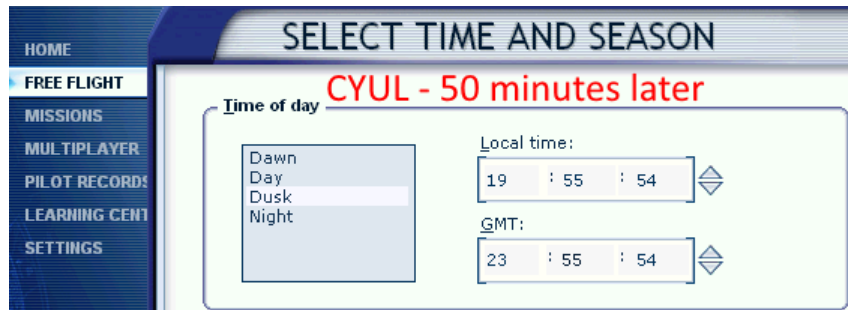 SELECT TIME AND SEASON
HOME
FREE FLIGHT
MISSIONS
MULTIPLAYER
PILOT RECORDS
LEARNING CENT
SETTINGS
CYUL - 50 minutes later
Time of day
Dawn
Day
Dusk
Night
Local time:
19 : 55 : 54
GMT:
23 : 55 : 54